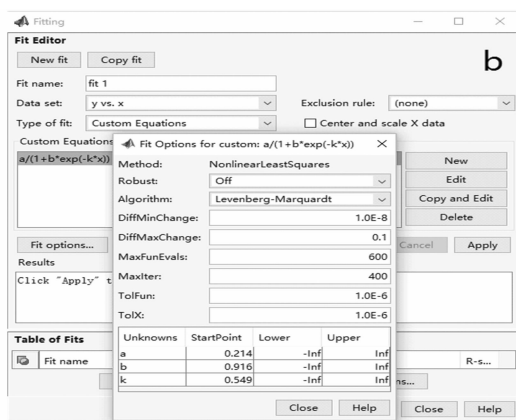 Fitting
b
Fit Editor
New fit Copy fit
Fit name: fit 1
Data set: y vs. x Exclusion rule: (none)
Type of fit: Custom Equations Center and scale X data
Custom Equations
a/(1+b*exp(-k*x))
New
Edit
Copy and Edit
Delete
Fit options... Cancel Apply
Results
Click "Apply" t
Table of Fits
Fit name R-s...
ns...
Close Help
Fit Options for custom: a/(1+b*exp(-k*x))
Method: NonlinearLeastSquares
Robust: Off
Algorithm: Levenberg-Marquardt
DiffMinChange: 1.0E-8
DiffMaxChange: 0.1
MaxFunEvals: 600
MaxIter: 400
TolFun: 1.0E-6
TolX: 1.0E-6
Unknowns StartPoint Lower Upper
a 0.214 -Inf Inf
b 0.916 -Inf Inf
k 0.549 -Inf Inf
Close Help